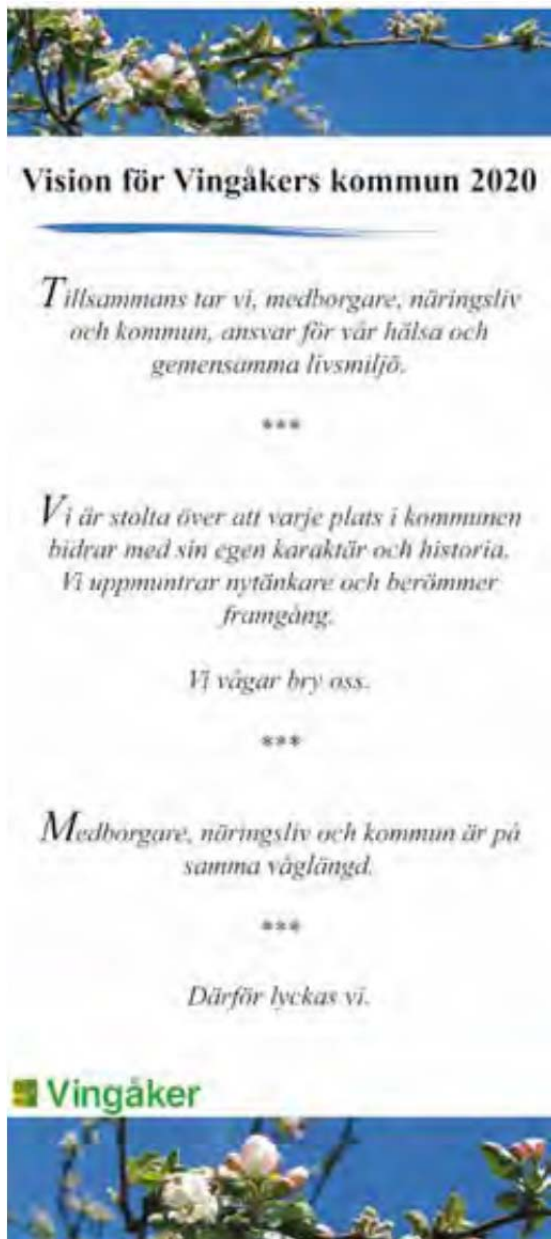 Vision för Vingåkers kommun 2020
Tillsammans tar vi, medborgare, näringsliv
och kommun, ansvar för vår hälsa och
gemensamma livsmiljö.
***
Vi är stolta över att varje plats i kommunen
bidrar med sin egen karaktär och historia.
Vi uppmuntrar nytänkare och berömmer
framgång.
Vi vågar bry oss.
***
Medborgare, näringsliv och kommun är på
samma våglängd.
***
Därför lyckas vi.
Vingåker